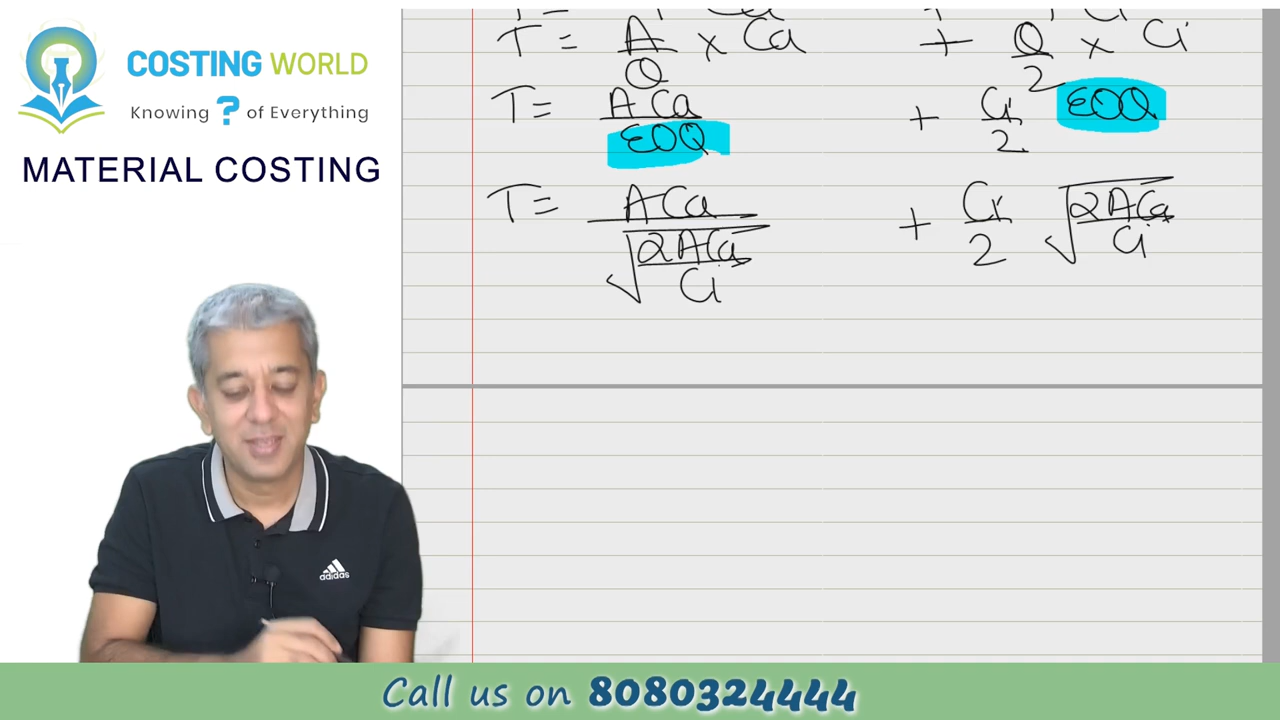 COSTING WORLD
Knowing ? of Everything
MATERIAL COSTING
T = A/Q × Ca + Q/2 × Ci
T = ACa/EOQ + Ci/2 EOQ
T = ACa/√(2ACa/Ci) + Ci/2 √(2ACa/Ci)
adidas
Call us on 8080324444